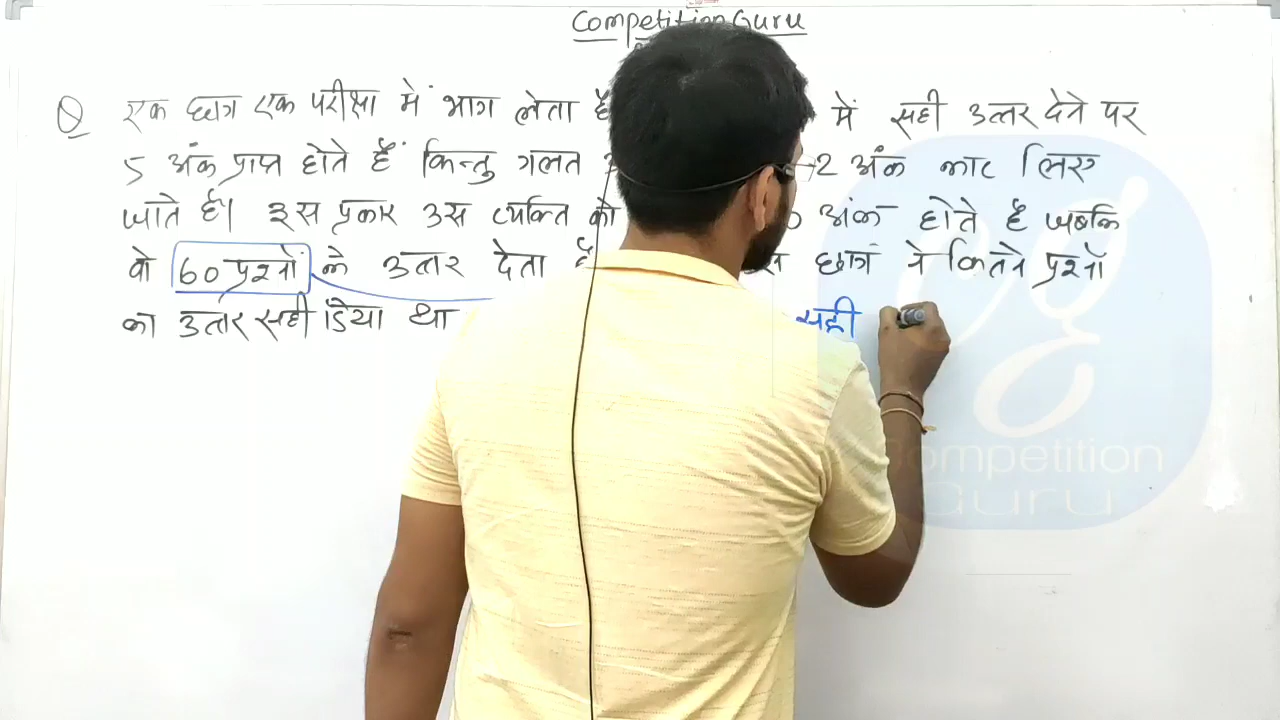 Competition Guru
Q एक छात्र एक परीक्षा में भाग लेता है में सही उत्तर देने पर
5 अंक प्राप्त होते हैं किन्तु गलत 2 अंक काट लिए
जाते हैं। इस प्रकार उस व्यक्ति को अंक होते है जबकि
वो 60 प्रश्नों के उत्तर देता है छात्र ने कितने प्रश्नों
का उत्तर सही दिया था सही
Competition
Guru